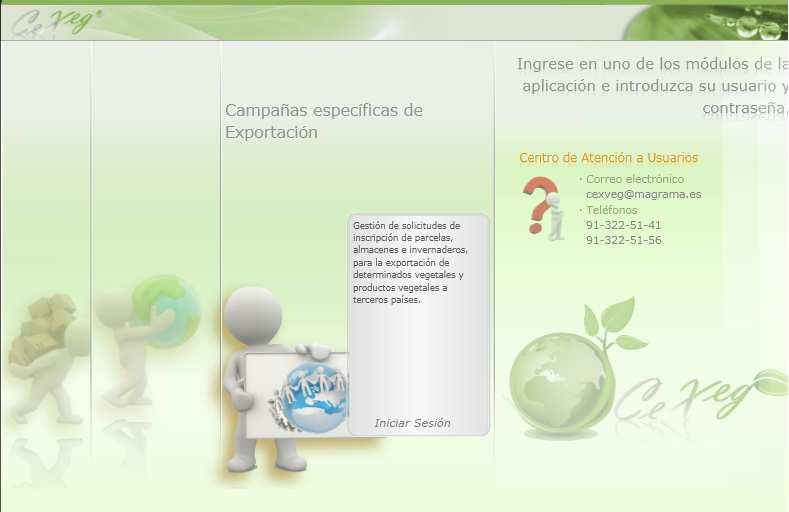 CeXVeg®
Ingrese en uno de los módulos de la
aplicación e introduzca su usuario y
contraseña.
Campañas específicas de
Exportación
Centro de Atención a Usuarios
· Correo electrónico
cexveg@magrama.es
· Teléfonos
91-322-51-41
91-322-51-56
Gestión de solicitudes de
inscripción de parcelas,
almacenes e invernaderos,
para la exportación de
determinados vegetales y
productos vegetales a
terceros países.
Iniciar Sesión
CeXVeg